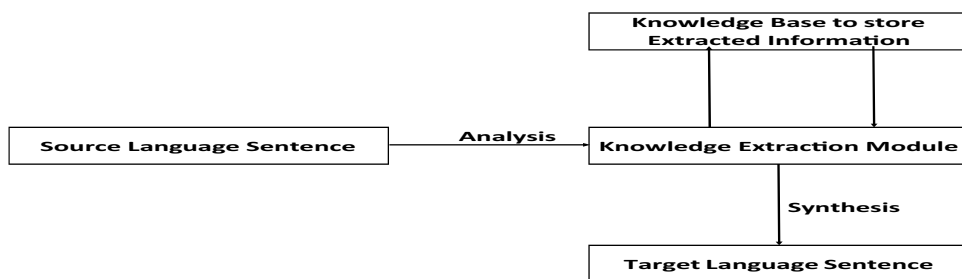 Knowledge Base to store
Extracted Information
Analysis
Source Language Sentence
Knowledge Extraction Module
Synthesis
Target Language Sentence